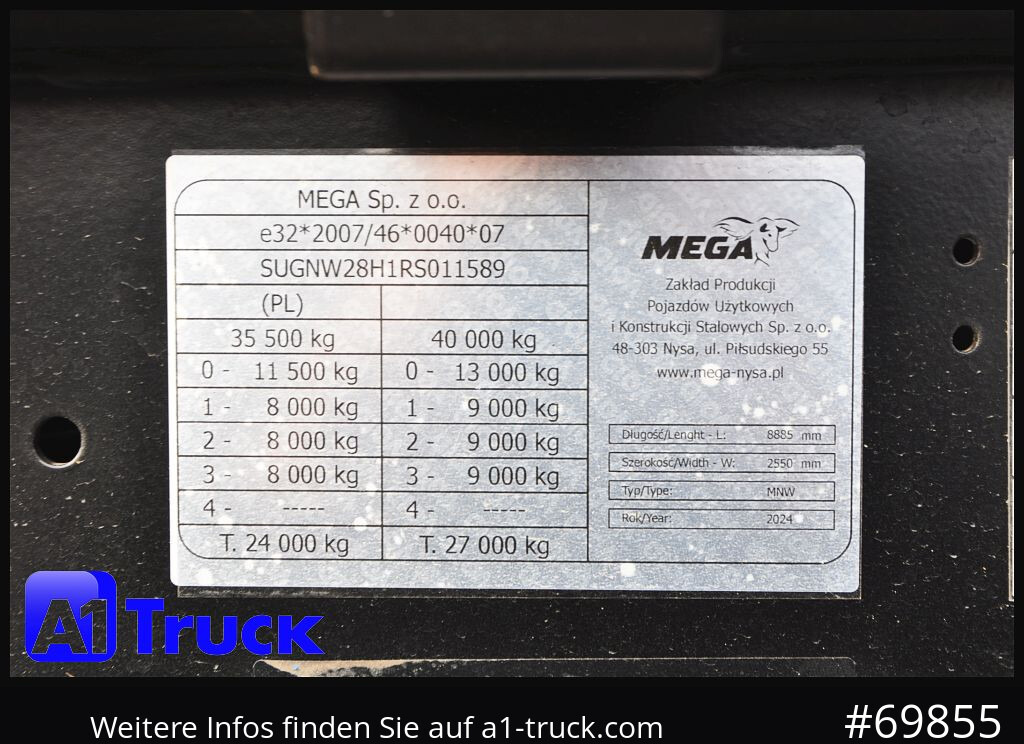 MEGA Sp. z o.o.
e32*2007/46*0040*07
SUGNW28H1RS011589
(PL)
35 500 kg 40 000 kg
0 - 11 500 kg 0 - 13 000 kg
1 - 8 000 kg 1 - 9 000 kg
2 - 8 000 kg 2 - 9 000 kg
3 - 8 000 kg 3 - 9 000 kg
4 - ----- 4 - -----
T. 24 000 kg T. 27 000 kg
MEGA
Zakład Produkcji
Pojazdów Użytkowych
i Konstrukcji Stalowych Sp. z o.o.
48-303 Nysa, ul. Piłsudskiego 55
www.mega-nysa.pl
Długość/Lenght - L: 8885 mm
Szerokość/Width - W: 2550 mm
Typ/Type: MNW
Rok/Year: 2024
A1 Truck
Weitere Infos finden Sie auf a1-truck.com
#69855